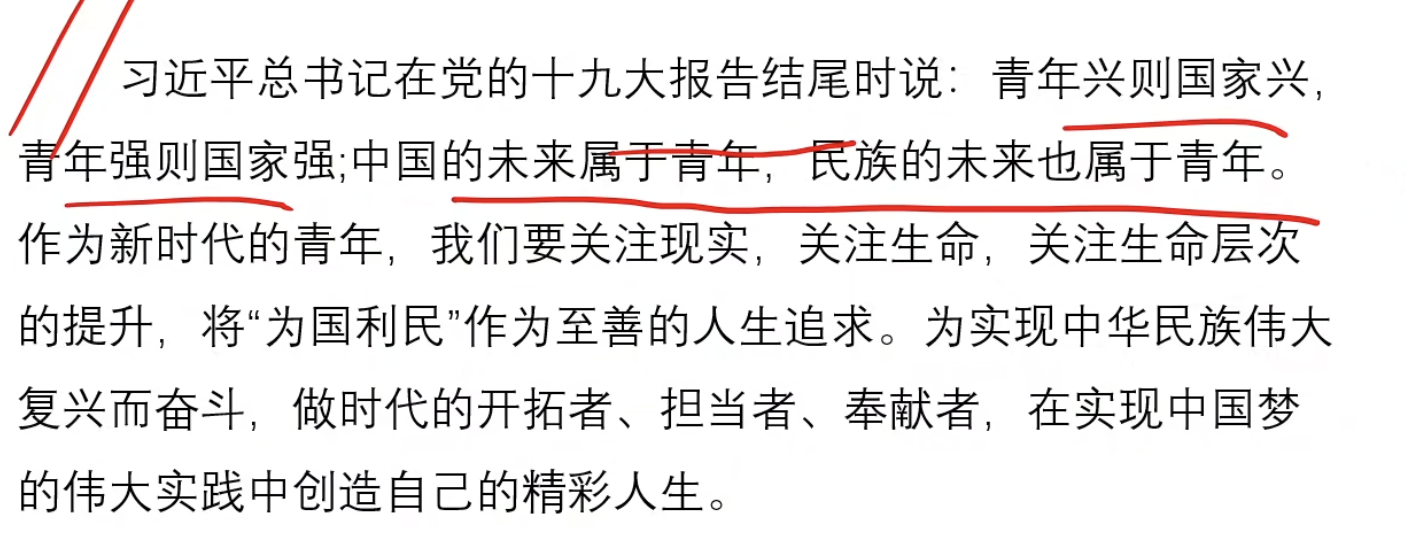 习近平总书记在党的十九大报告结尾时说：青年兴则国家兴，
青年强则国家强;中国的未来属于青年，民族的未来也属于青年。
作为新时代的青年，我们要关注现实，关注生命，关注生命层次
的提升，将“为国利民”作为至善的人生追求。为实现中华民族伟大
复兴而奋斗，做时代的开拓者、担当者、奉献者，在实现中国梦
的伟大实践中创造自己的精彩人生。